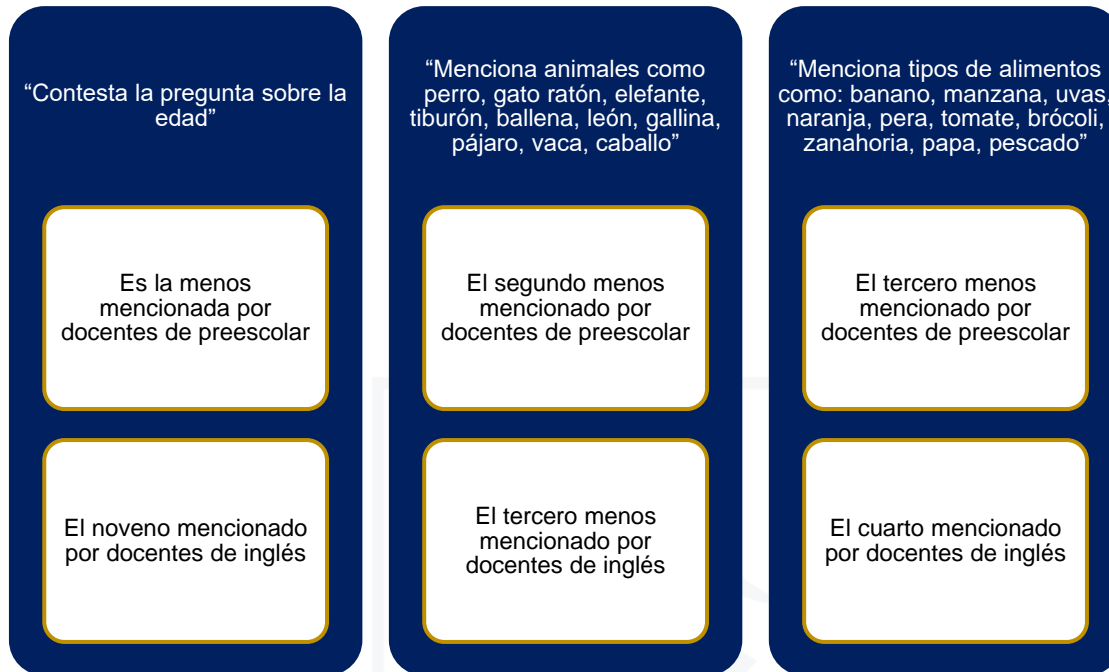 “Contesta la pregunta sobre la
edad”
Es la menos
mencionada por
docentes de preescolar
El noveno mencionado
por docentes de inglés
“Menciona animales como
perro, gato ratón, elefante,
tiburón, ballena, león, gallina,
pájaro, vaca, caballo”
El segundo menos
mencionado por
docentes de preescolar
El tercero menos
mencionado por
docentes de inglés
“Menciona tipos de alimentos
como: banano, manzana, uvas,
naranja, pera, tomate, brócoli,
zanahoria, papa, pescado”
El tercero menos
mencionado por
docentes de preescolar
El cuarto mencionado
por docentes de inglés